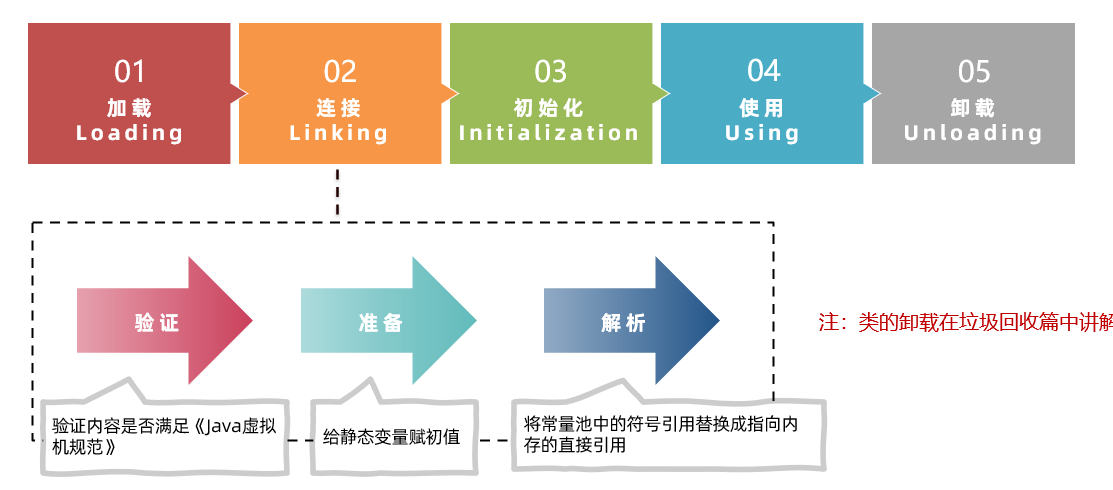 01
加载
Loading
02
连接
Linking
03
初始化
Initialization
04
使用
Using
05
卸载
Unloading
验证
准备
解析
注：类的卸载在垃圾回收篇中讲解
验证内容是否满足《Java虚拟
机规范》
给静态变量赋初值
将常量池中的符号引用替换成指向内
存的直接引用